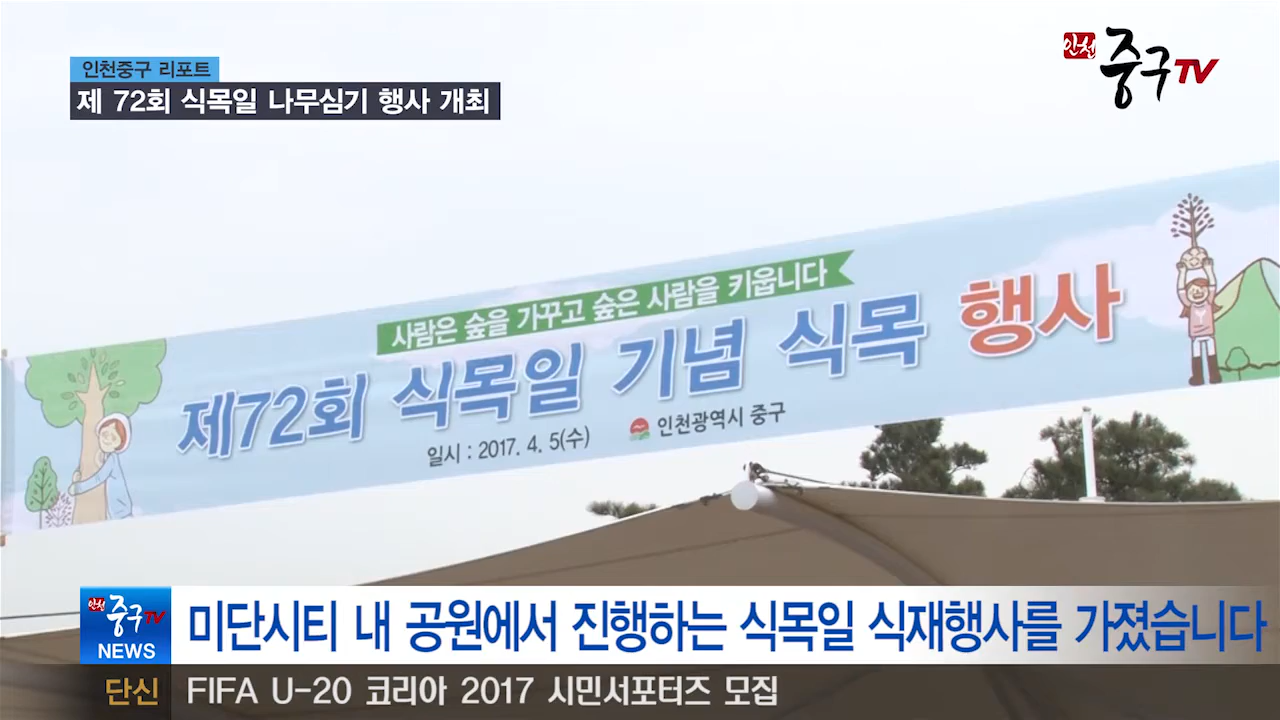 인천중구 리포트
제 72회 식목일 나무심기 행사 개최
인천 중구TV
사람은 숲을 가꾸고 숲은 사람을 키웁니다
제72회 식목일 기념 식목 행사
일시 : 2017. 4. 5(수) 인천광역시 중구
인천 중구TV
NEWS
미단시티 내 공원에서 진행하는 식목일 식재행사를 가졌습니다
단신 FIFA U-20 코리아 2017 시민서포터즈 모집